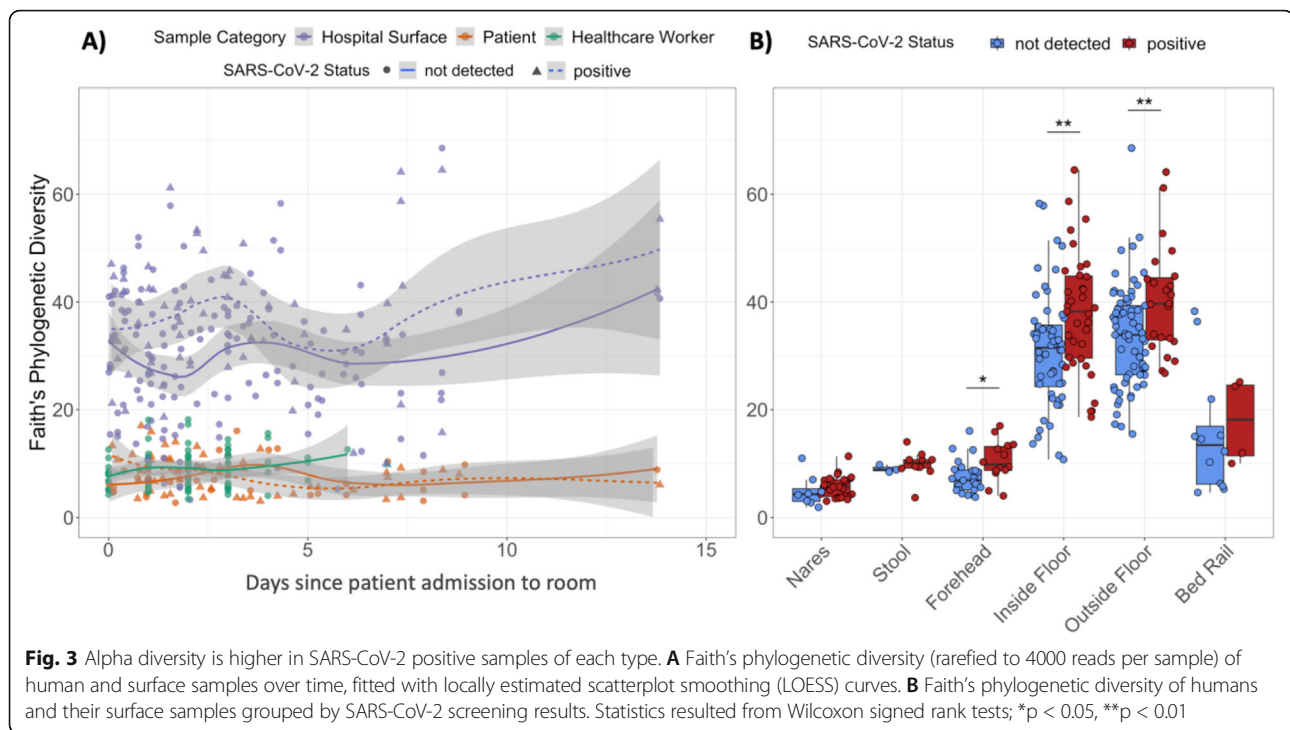 A)
Sample Category Hospital Surface Patient Healthcare Worker
SARS-CoV-2 Status not detected positive
Faith's Phylogenetic Diversity
60
40
20
0
0 5 10 15
Days since patient admission to room
B)
SARS-CoV-2 Status not detected positive
** **
*
60
40
20
0
Nares Stool Forehead Inside Floor Outside Floor Bed Rail
Fig. 3 Alpha diversity is higher in SARS-CoV-2 positive samples of each type. A Faith's phylogenetic diversity (rarefied to 4000 reads per sample) of
human and surface samples over time, fitted with locally estimated scatterplot smoothing (LOESS) curves. B Faith's phylogenetic diversity of humans
and their surface samples grouped by SARS-CoV-2 screening results. Statistics resulted from Wilcoxon signed rank tests; *p < 0.05, **p < 0.01